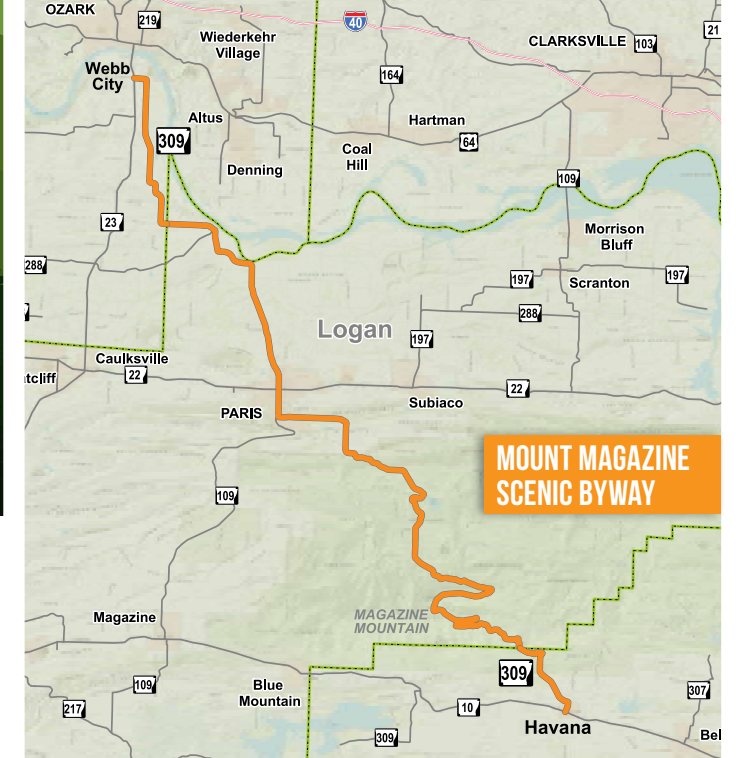 OZARK
219
40
21
Wiederkehr
Village
CLARKSVILLE
103
Webb
City
164
Altus
Hartman
309
64
Coal
Hill
Denning
109
23
Morrison
Bluff
288
197
197
Scranton
288
Logan
197
Caulksville
22
tcliff
22
Subiaco
PARIS
MOUNT MAGAZINE
SCENIC BYWAY
109
MAGAZINE
MOUNTAIN
Magazine
309
109
Blue
Mountain
307
217
10
Havana
309
Bel